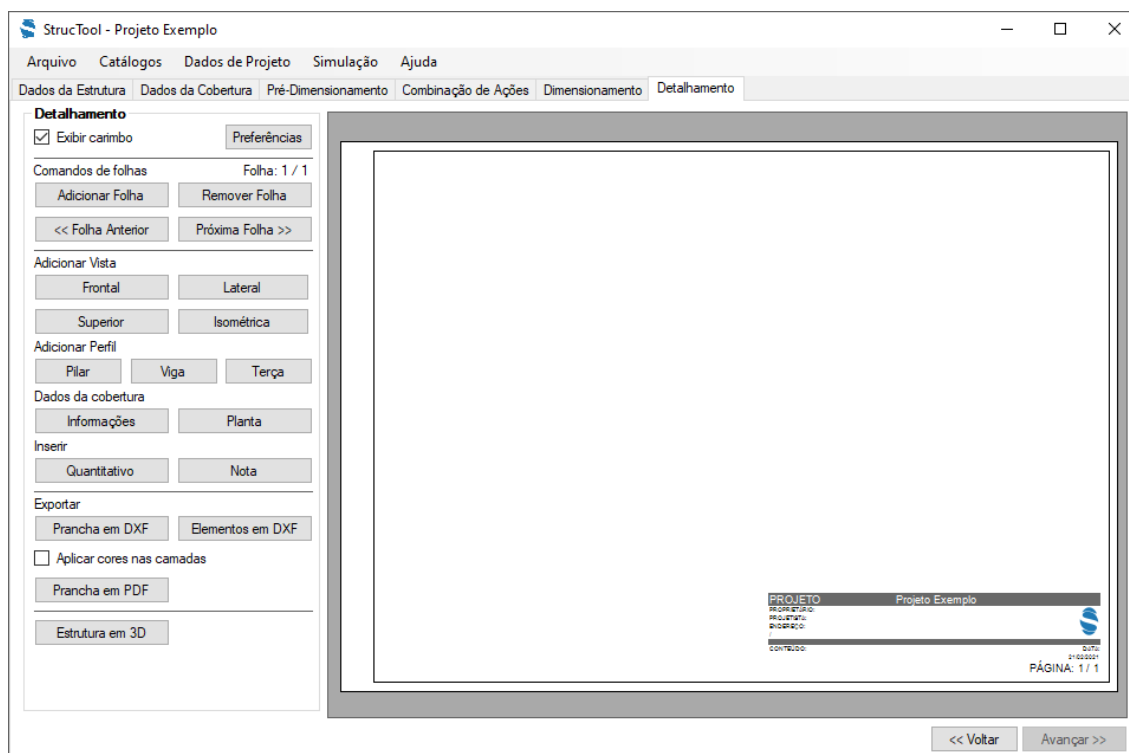 StrucTool - Projeto Exemplo
Arquivo Catálogos Dados de Projeto Simulação Ajuda
Dados da Estrutura Dados da Cobertura Pré-Dimensionamento Combinação de Ações Dimensionamento Detalhamento
Detalhamento
Exibir carimbo Preferências
Comandos de folhas Folha: 1 / 1
Adicionar Folha Remover Folha
<< Folha Anterior Próxima Folha >>
Adicionar Vista
Frontal Lateral
Superior Isométrica
Adicionar Perfil
Pilar Viga Terça
Dados da cobertura
Informações Planta
Inserir
Quantitativo Nota
Exportar
Prancha em DXF Elementos em DXF
Aplicar cores nas camadas
Prancha em PDF
Estrutura em 3D
PROJETO Projeto Exemplo
PROPRIETÁRIO:
PROJETISTA:
ENDEREÇO:
/
CONTEÚDO: DATA:
21/02/2021
PÁGINA: 1 / 1
<< Voltar Avançar >>